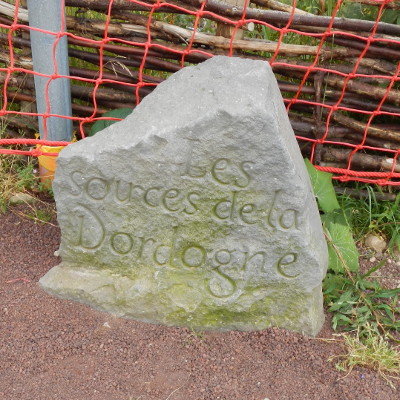 Les
sources de la
Dordogne